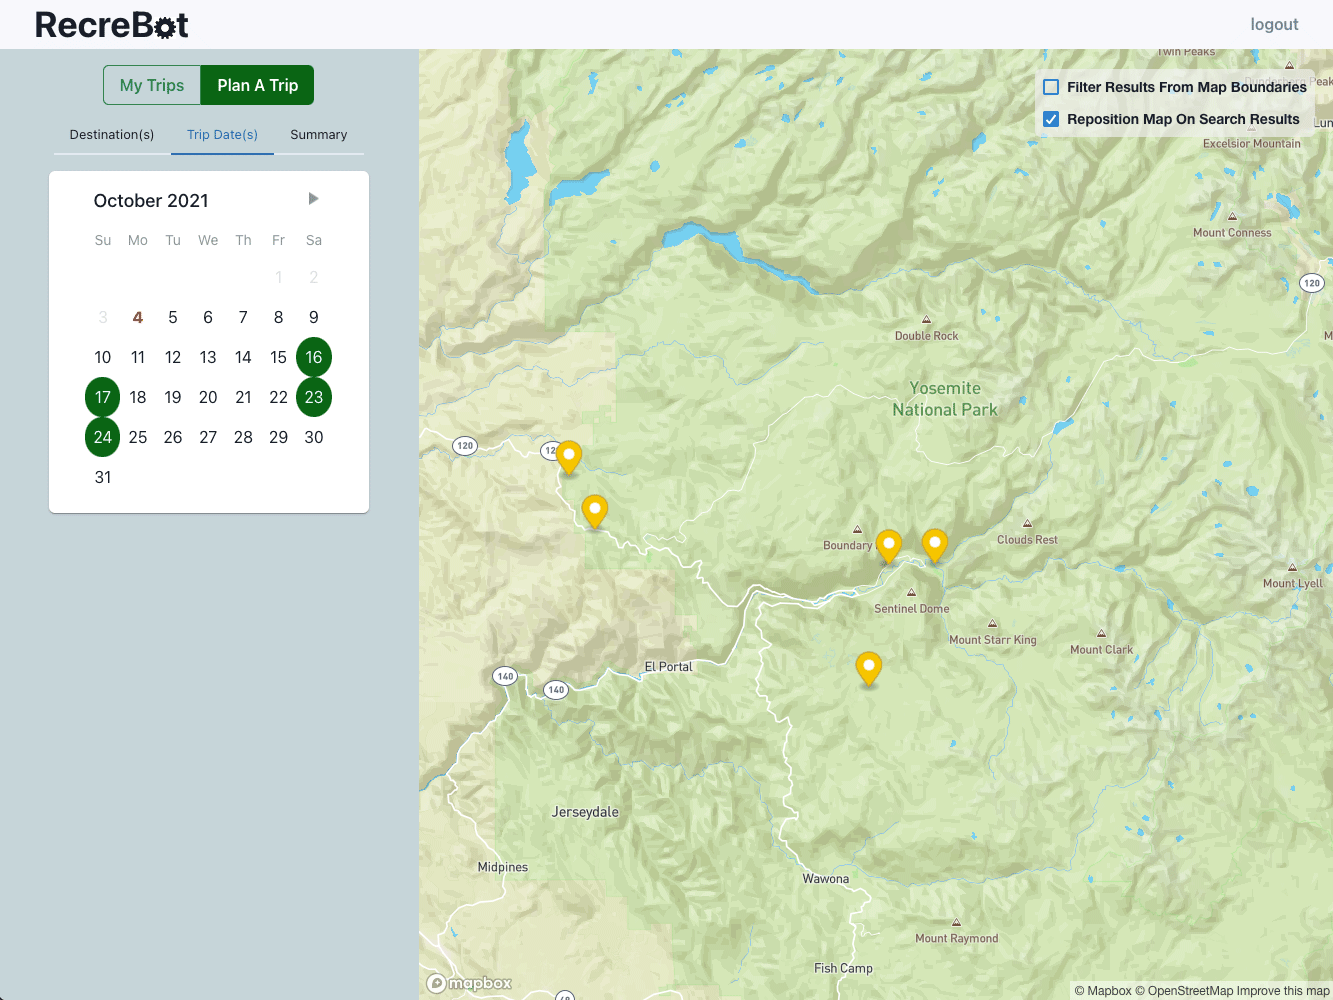 RecreBot
logout
My Trips
Plan A Trip
Destination(s)
Trip Date(s)
Summary
October 2021
Su Mo Tu We Th Fr Sa
1 2
3 4 5 6 7 8 9
10 11 12 13 14 15 16
17 18 19 20 21 22 23
24 25 26 27 28 29 30
31
Twin Peaks
Filter Results From Map Boundaries
Reposition Map On Search Results
Excelsior Mountain
Mount Conness
120
Double Rock
Yosemite
National Park
120
Boundary
Clouds Rest
Mount Lyell
Sentinel Dome
Mount Starr King
Mount Clark
El Portal
140
140
Jerseydale
Midpines
Wawona
Mount Raymond
Fish Camp
mapbox
© Mapbox © OpenStreetMap Improve this map